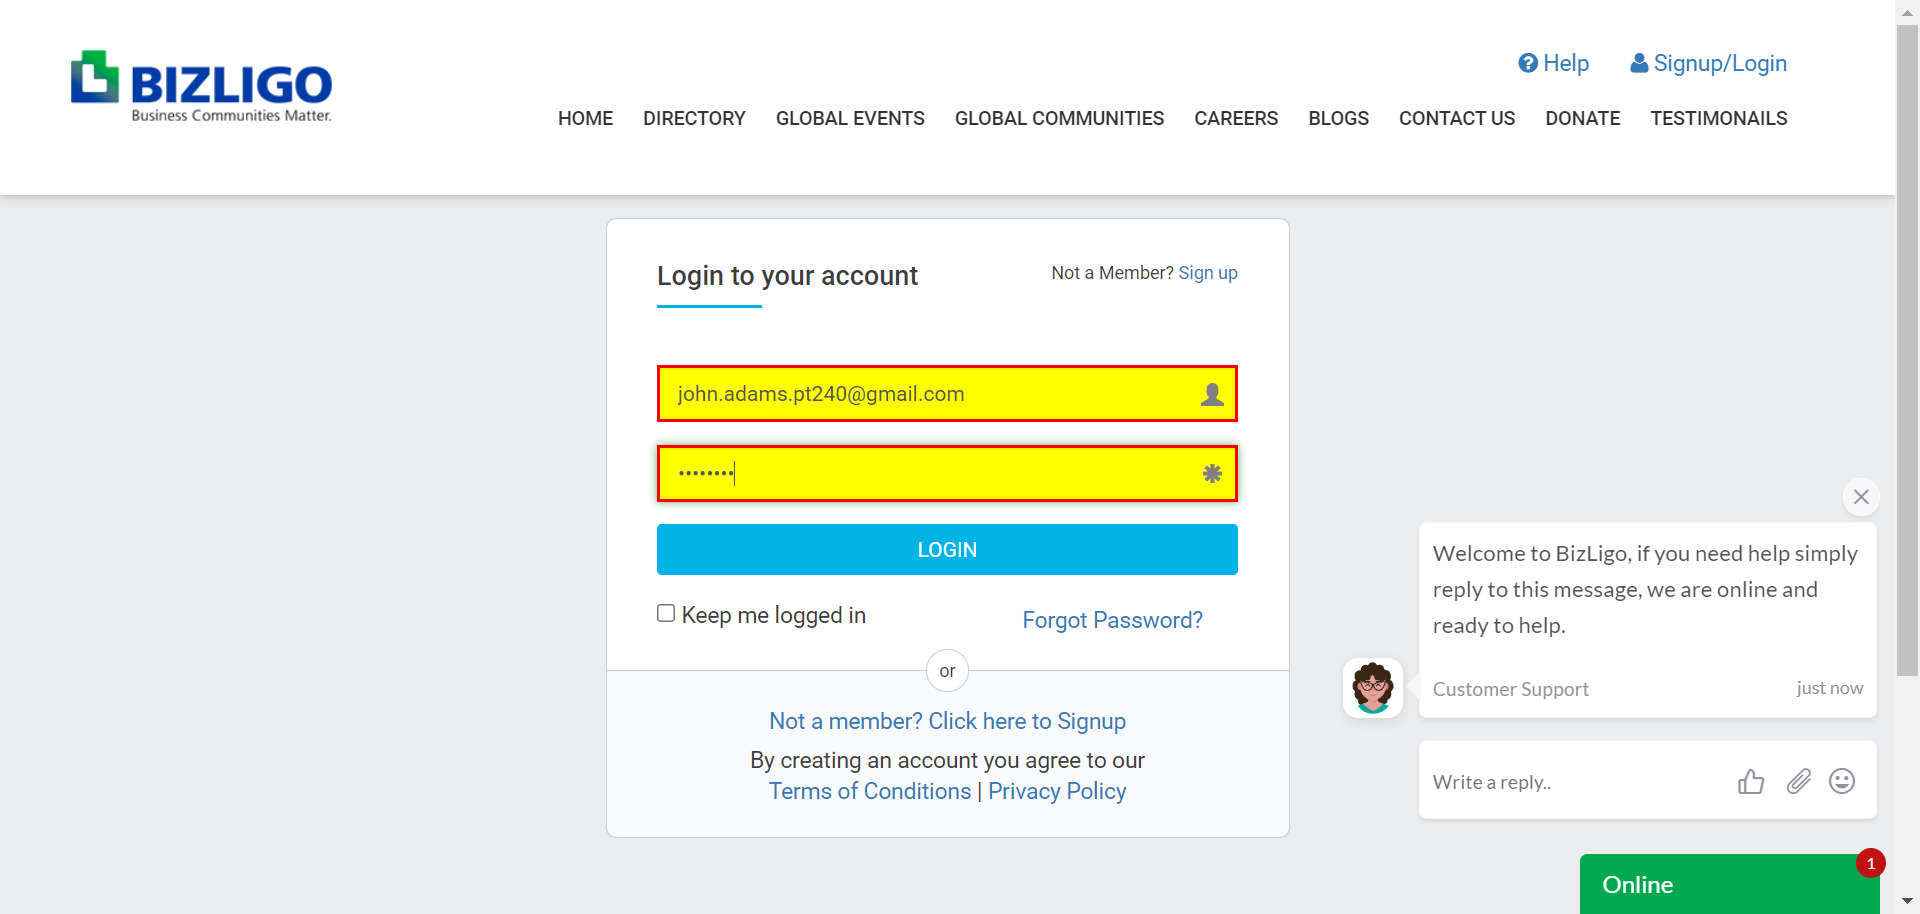 Help
Signup/Login
BIZLIGO
Business Communities Matter.
HOME
DIRECTORY
GLOBAL EVENTS
GLOBAL COMMUNITIES
CAREERS
BLOGS
CONTACT US
DONATE
TESTIMONAILS
Login to your account
Not a Member? Sign up
john.adams.pt240@gmail.com
••••••••
LOGIN
Keep me logged in
Forgot Password?
or
Not a member? Click here to Signup
By creating an account you agree to our
Terms of Conditions | Privacy Policy
Welcome to BizLigo, if you need help simply
reply to this message, we are online and
ready to help.
Customer Support
just now
Write a reply..
1
Online